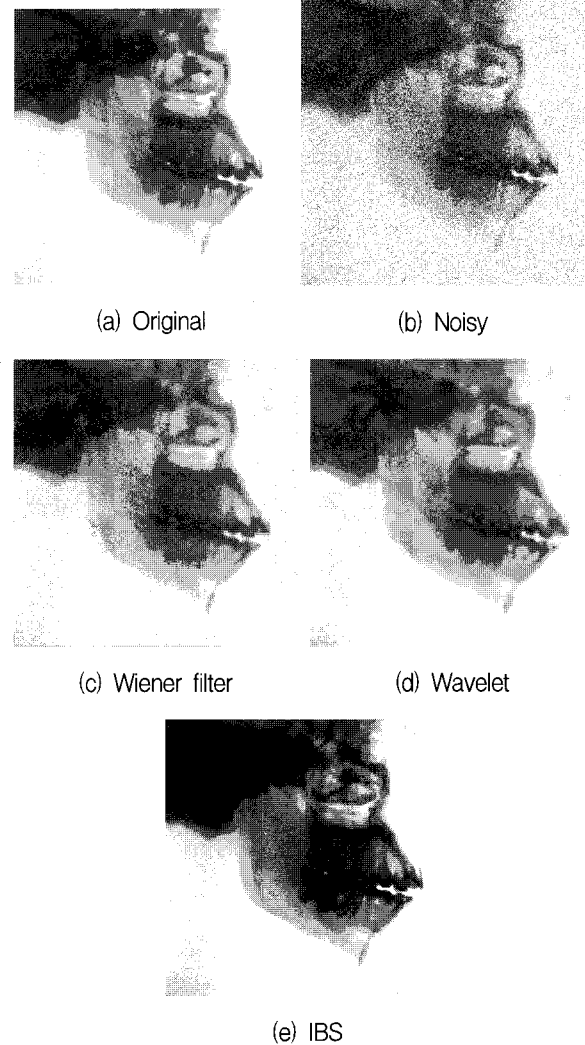 (a) Original
(b) Noisy
(c) Wiener filter
(d) Wavelet
(e) IBS